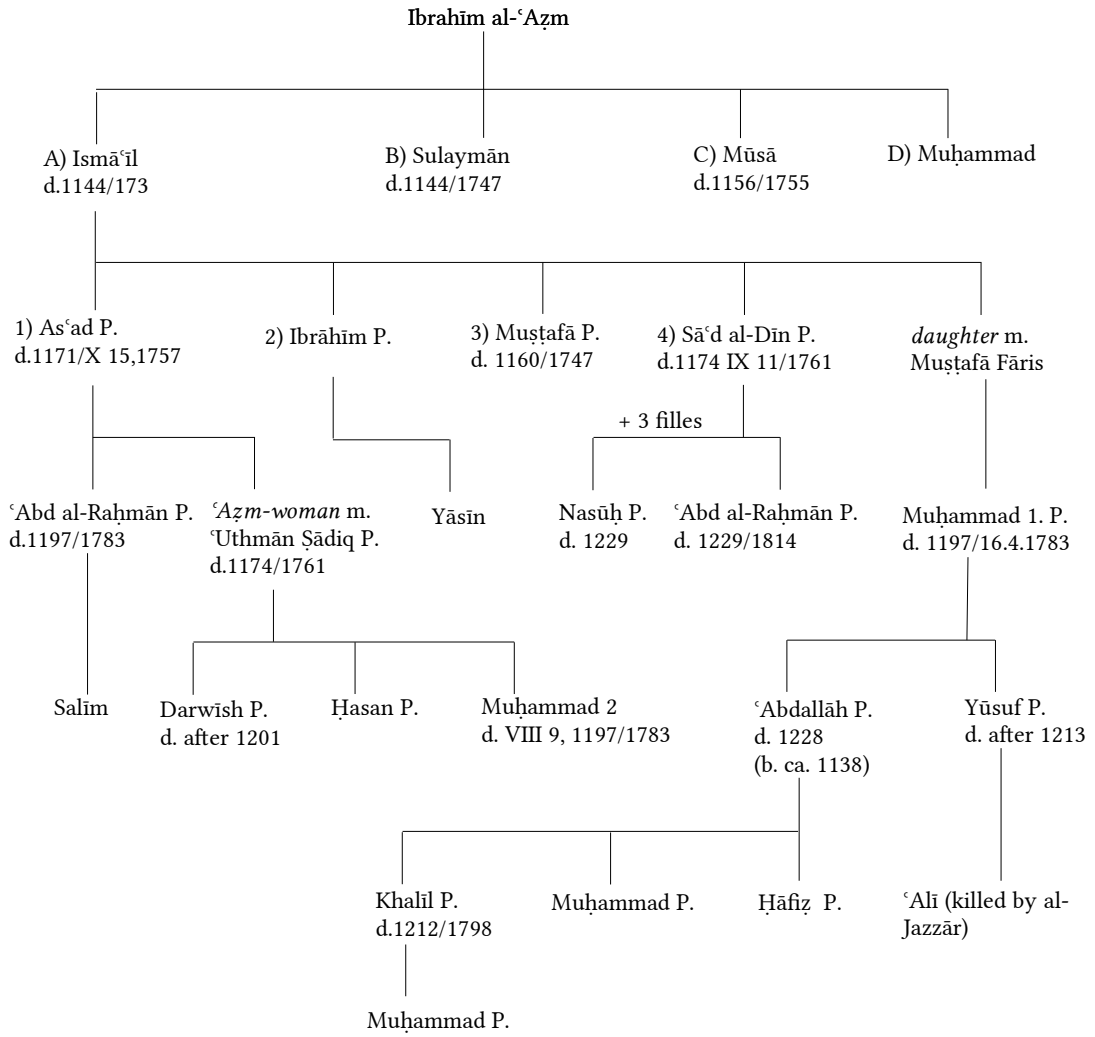 Ibrahīm al-ʿAẓm
A) Ismāʿīl
d.1144/173
B) Sulaymān
d.1144/1747
C) Mūsā
d.1156/1755
D) Muḥammad
1) Asʿad P.
d.1171/X 15,1757
2) Ibrāhīm P.
3) Muṣṭafā P.
d. 1160/1747
4) Sāʿd al-Dīn P.
d.1174 IX 11/1761
daughter m.
Muṣṭafā Fāris
+ 3 filles
ʿAbd al-Raḥmān P.
d.1197/1783
ʿAẓm-woman m.
ʿUthmān Ṣādiq P.
d.1174/1761
Yāsīn
Nasūḥ P.
d. 1229
ʿAbd al-Raḥmān P.
d. 1229/1814
Muḥammad 1. P.
d. 1197/16.4.1783
Salīm
Darwīsh P.
d. after 1201
Ḥasan P.
Muḥammad 2
d. VIII 9, 1197/1783
ʿAbdallāh P.
d. 1228
(b. ca. 1138)
Yūsuf P.
d. after 1213
Khalīl P.
d.1212/1798
Muḥammad P.
Ḥāfiẓ P.
ʿAlī (killed by al-
Jazzār)
Muḥammad P.